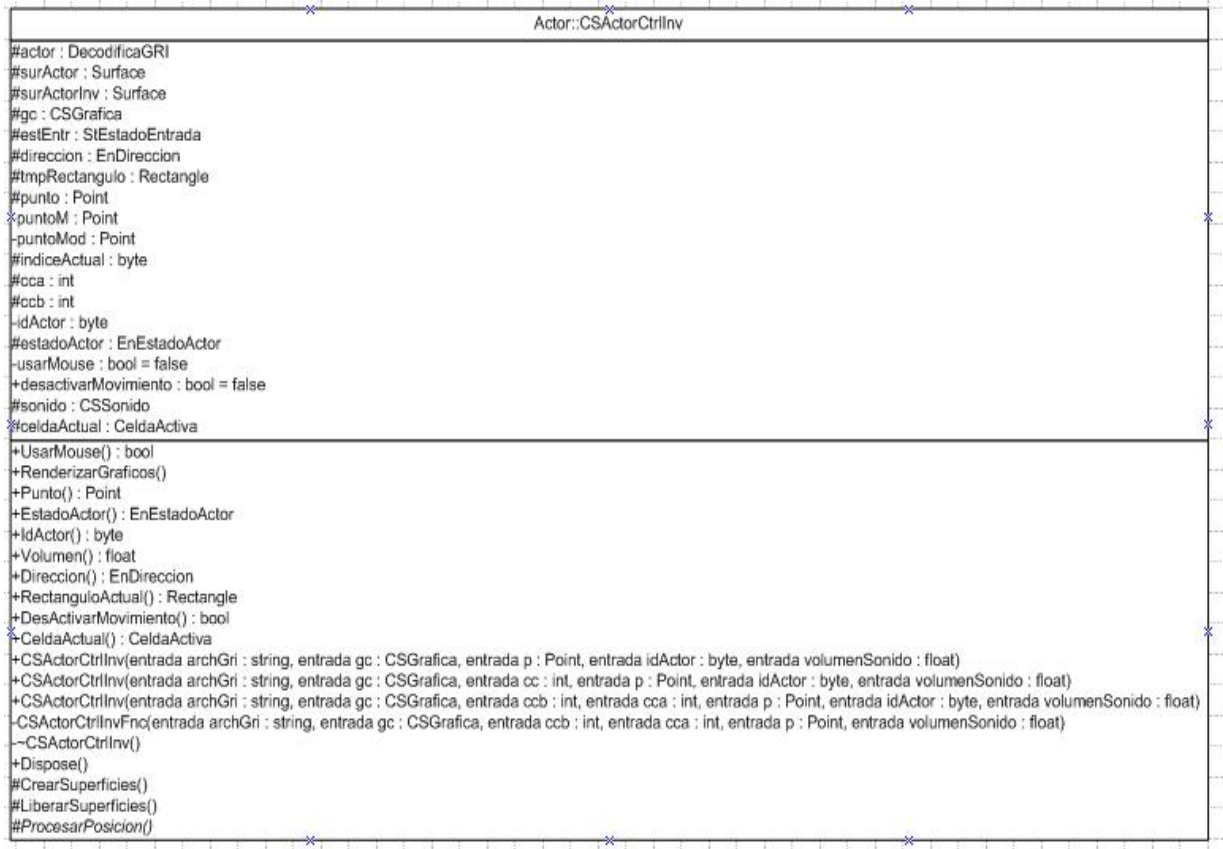 Actor::CSActorCtrlInv
#actor : DecodificaGRI
#surActor : Surface
#surActorInv : Surface
#gc : CSGrafica
#estEntr : StEstadoEntrada
#direccion : EnDireccion
#tmpRectangulo : Rectangle
#punto : Point
-puntoM : Point
-puntoMod : Point
#indiceActual : byte
#cca : int
#ccb : int
-idActor : byte
#estadoActor : EnEstadoActor
-usarMouse : bool = false
+desactivarMovimiento : bool = false
#sonido : CSSonido
#celdaActual : CeldaActiva
+UsarMouse() : bool
+RenderizarGraficos()
+Punto() : Point
+EstadoActor() : EnEstadoActor
+IdActor() : byte
+Volumen() : float
+Direccion() : EnDireccion
+RectanguloActual() : Rectangle
+DesActivarMovimiento() : bool
+CeldaActual() : CeldaActiva
+CSActorCtrlInv(entrada archGri : string, entrada gc : CSGrafica, entrada p : Point, entrada idActor : byte, entrada volumenSonido : float)
+CSActorCtrlInv(entrada archGri : string, entrada gc : CSGrafica, entrada cc : int, entrada p : Point, entrada idActor : byte, entrada volumenSonido : float)
+CSActorCtrlInv(entrada archGri : string, entrada gc : CSGrafica, entrada ccb : int, entrada cca : int, entrada p : Point, entrada idActor : byte, entrada volumenSonido : float)
-CSActorCtrlInvFnc(entrada archGri : string, entrada gc : CSGrafica, entrada ccb : int, entrada cca : int, entrada p : Point, entrada volumenSonido : float)
-~CSActorCtrlInv()
+Dispose()
#CrearSuperficies()
#LiberarSuperficies()
#ProcesarPosicion()